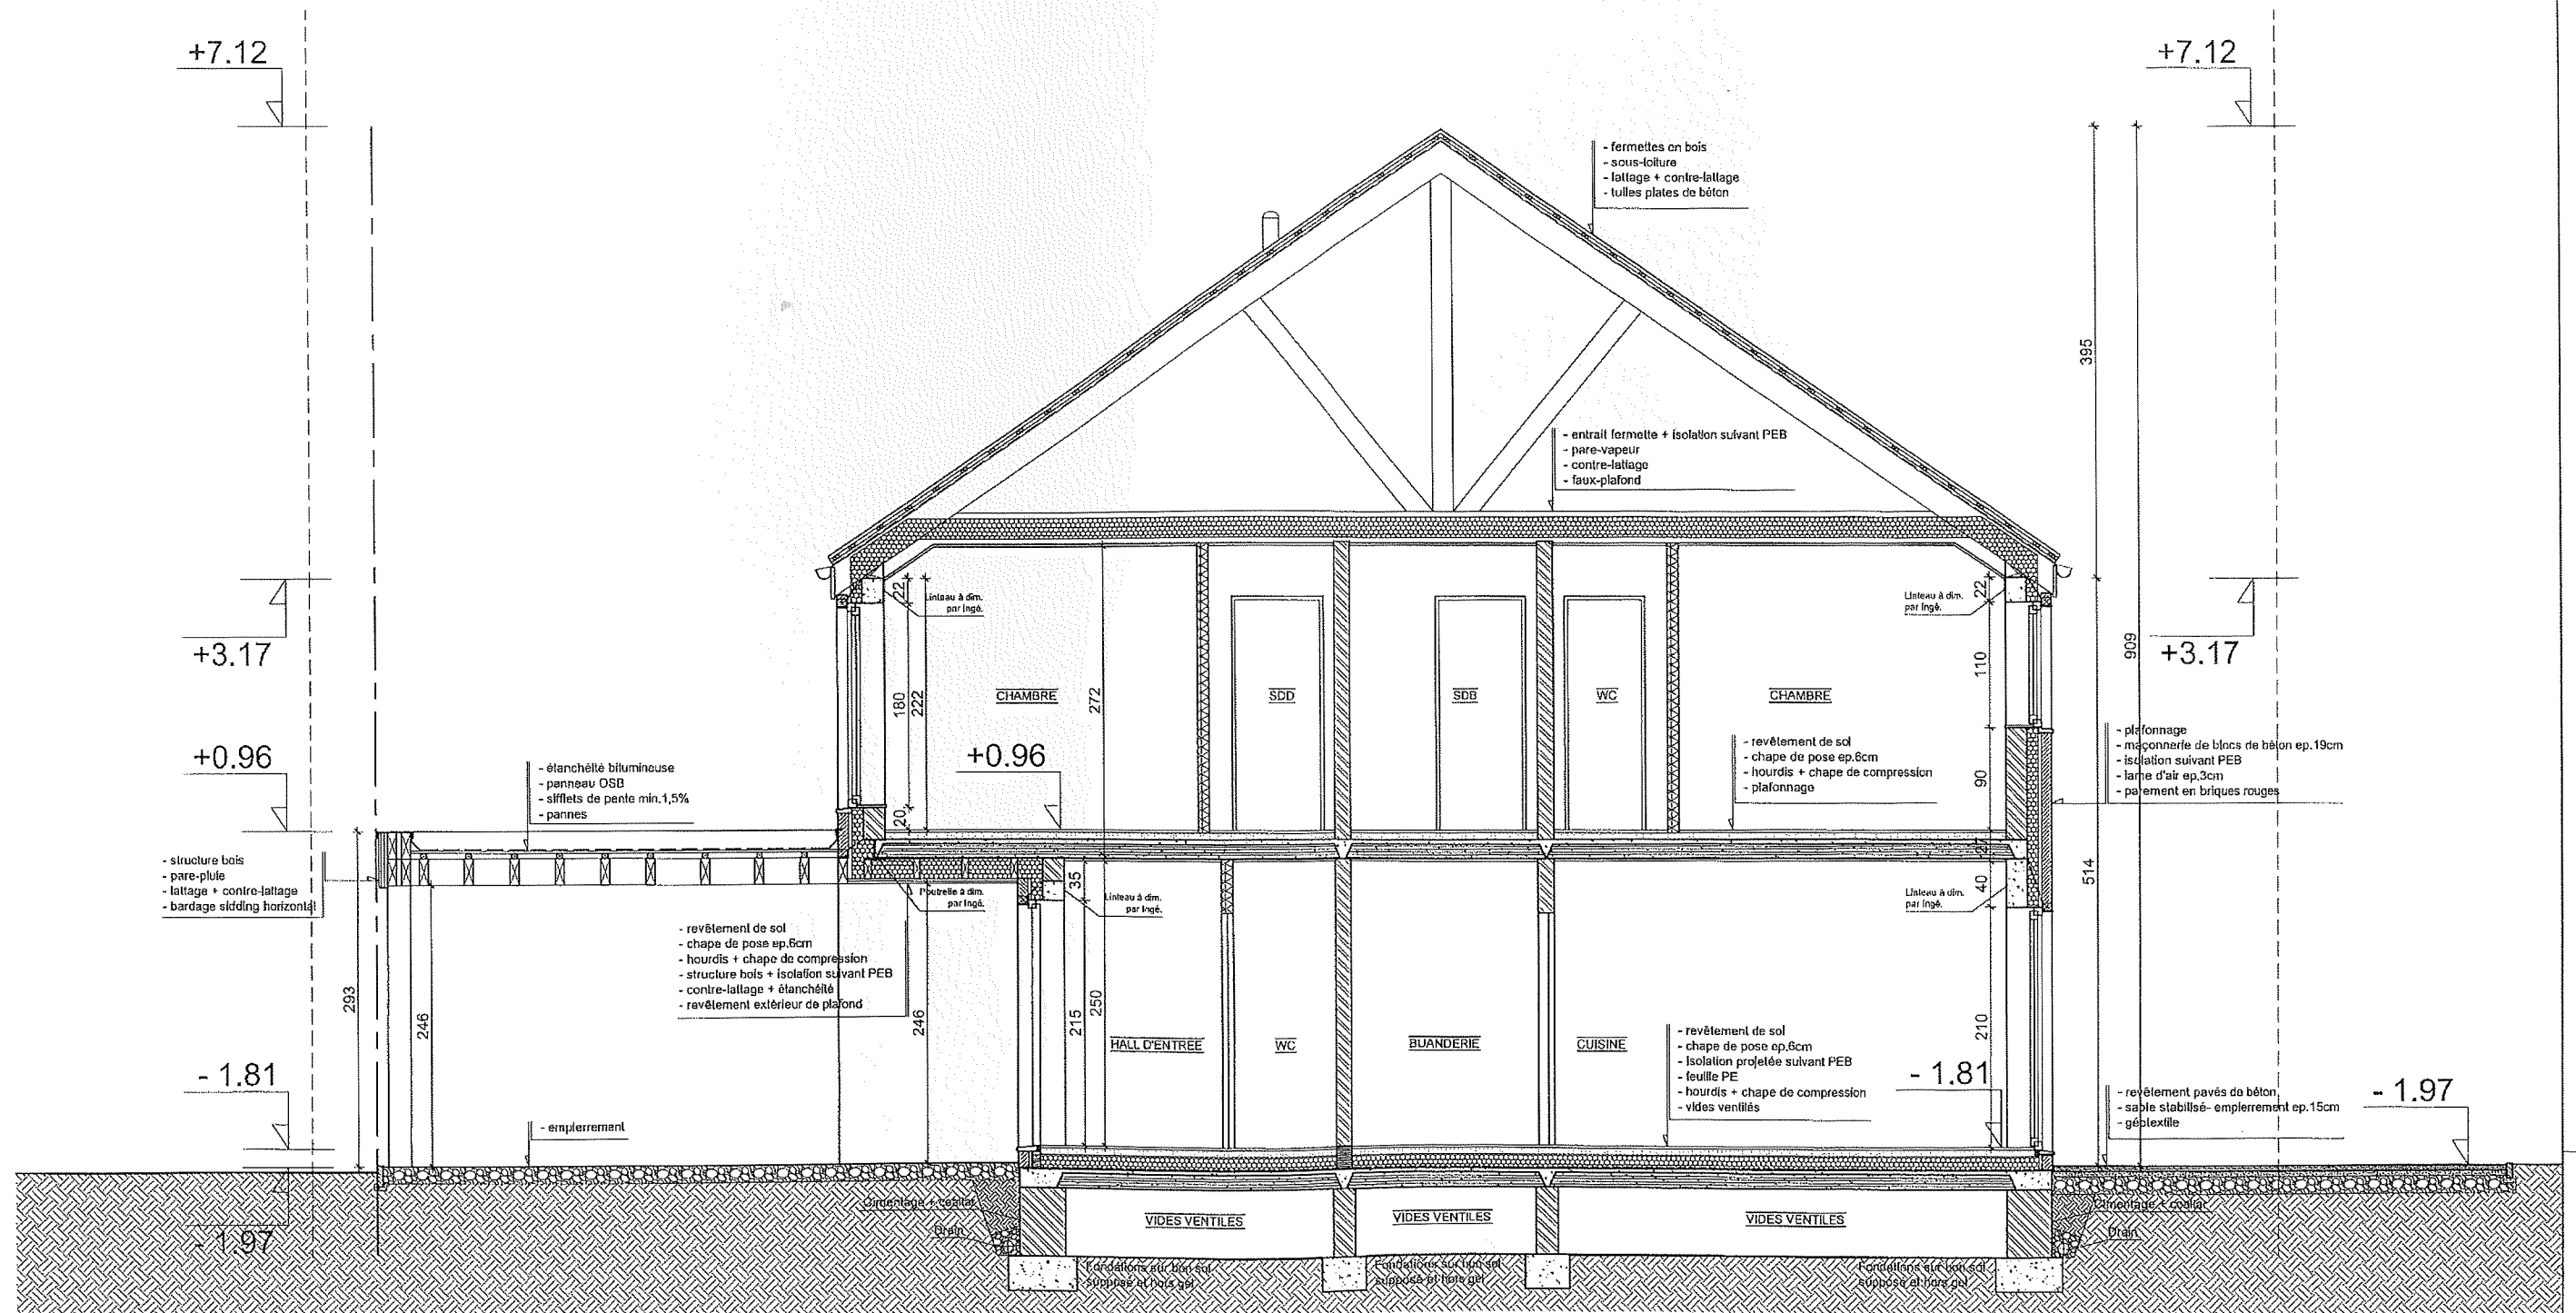 +7.12
+7.12
- fermettes en bois
- sous-toiture
- lattage + contre-lattage
- tuiles plates de béton
395
- entrait fermette + isolation suivant PEB
- pare-vapeur
- contre-lattage
- faux-plafond
+3.17
22
Linteau à dim.
par Ingé.
180
222
272
CHAMBRE
SDD
SDB
WC
CHAMBRE
Linteau à dim.
par Ingé.
22
110
90
909
+3.17
+0.96
- étanchéité bitumineuse
- panneau OSB
- sifflets de pente min.1,5%
- pannes
+0.96
20
- revêtement de sol
- chape de pose ep.6cm
- hourdis + chape de compression
- plafonnage
- plafonnage
- maçonnerie de blocs de béton ep.19cm
- isolation suivant PEB
- lame d'air ep.3cm
- parement en briques rouges
- structure bois
- pare-pluie
- lattage + contre-lattage
- bardage sidding horizontal
Poutrelle à dim.
par Ingé.
35
Linteau à dim.
par Ingé.
Linteau à dim.
par Ingé.
40
514
- revêtement de sol
- chape de pose ep.6cm
- hourdis + chape de compression
- structure bois + isolation suivant PEB
- contre-lattage + étanchéité
- revêtement extérieur de plafond
293
246
246
215
250
HALL D'ENTREE
WC
BUANDERIE
CUISINE
210
- revêtement de sol
- chape de pose ep.6cm
- Isolation projetée suivant PEB
- feuille PE
- hourdis + chape de compression
- vides ventilés
- 1.81
- 1.81
- revêtement pavés de béton
- sable stabilisé- empierrement ep.15cm
- géotextile
- 1.97
- empierrement
- 1.97
Cimentage + coaltar
Drain
VIDES VENTILES
VIDES VENTILES
VIDES VENTILES
Cimentage + coaltar
Drain
Fondations sur bon sol
supposé et hors gel
Fondations sur bon sol
supposé et hors gel
Fondations sur bon sol
supposé et hors gel